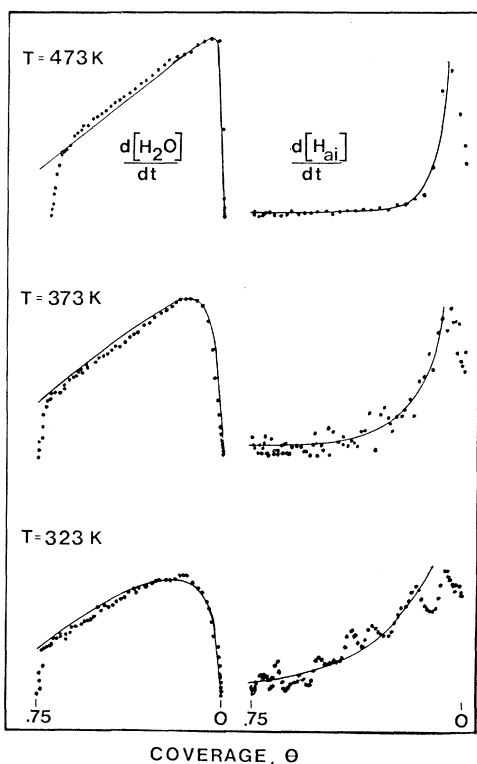 T = 473 K
d[H₂O]
dt
d[Hₐᵢ]
dt
T = 373 K
T = 323 K
.75
O
.75
O
COVERAGE, Θ